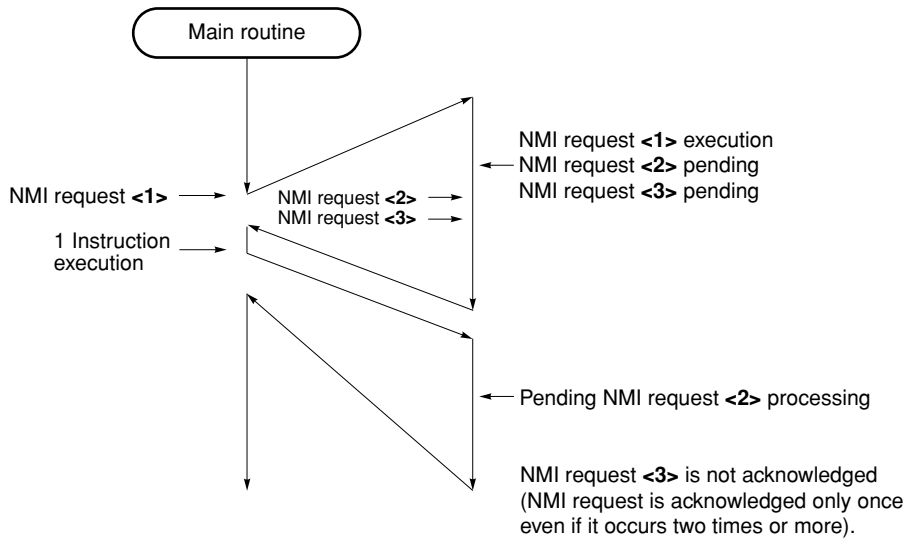 Main routine
NMI request <1> execution
NMI request <2> pending
NMI request <3> pending
NMI request <1>
NMI request <2>
NMI request <3>
1 Instruction
execution
Pending NMI request <2> processing
NMI request <3> is not acknowledged
(NMI request is acknowledged only once
even if it occurs two times or more).